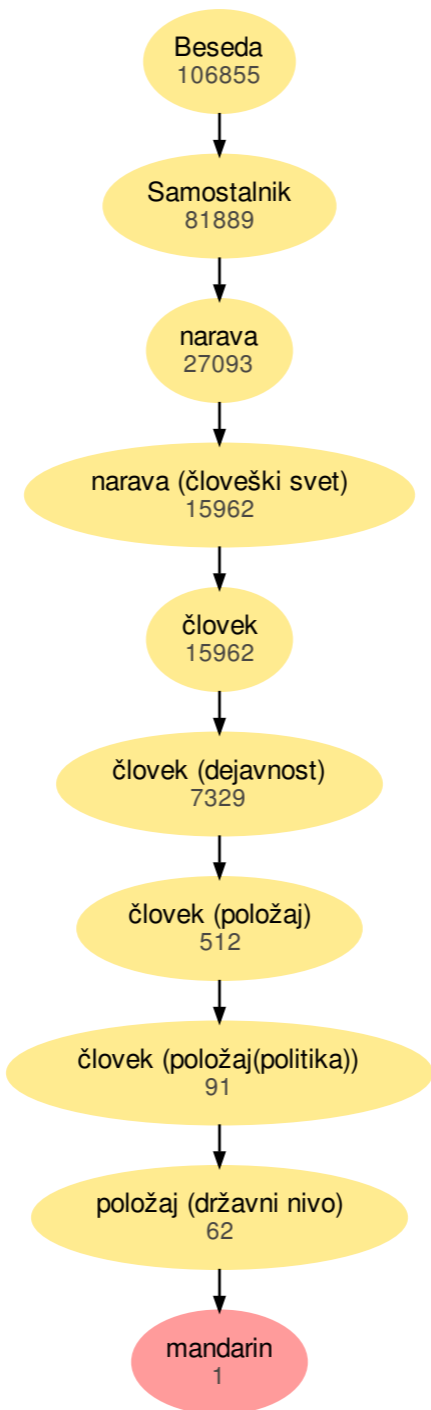 Beseda
106855
Samostalnik
81889
narava
27093
narava (človeški svet)
15962
človek
15962
človek (dejavnost)
7329
človek (položaj)
512
človek (položaj(politika))
91
položaj (državni nivo)
62
mandarin
1